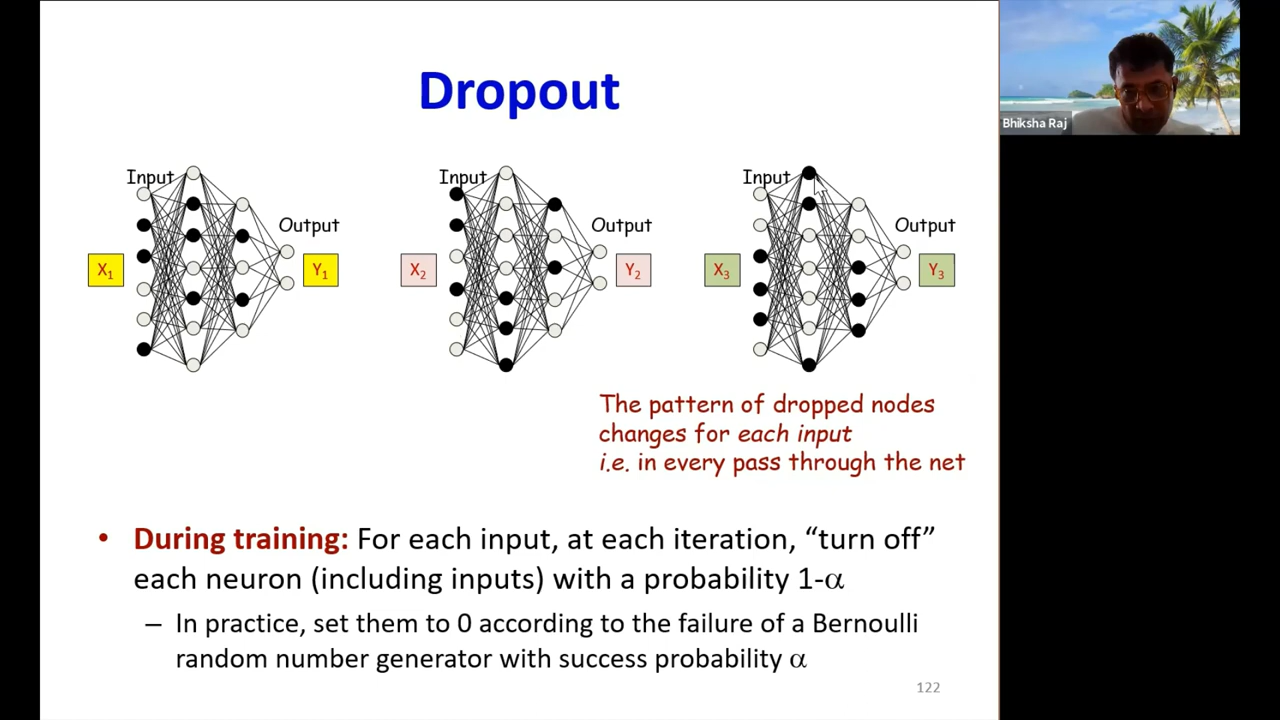 Dropout
Bhiksha Raj
Input
Output
X₁
Y₁
Input
Output
X₂
Y₂
Input
Output
X₃
Y₃
The pattern of dropped nodes
changes for each input
i.e. in every pass through the net
• During training: For each input, at each iteration, “turn off”
each neuron (including inputs) with a probability 1-α
– In practice, set them to 0 according to the failure of a Bernoulli
random number generator with success probability α
122